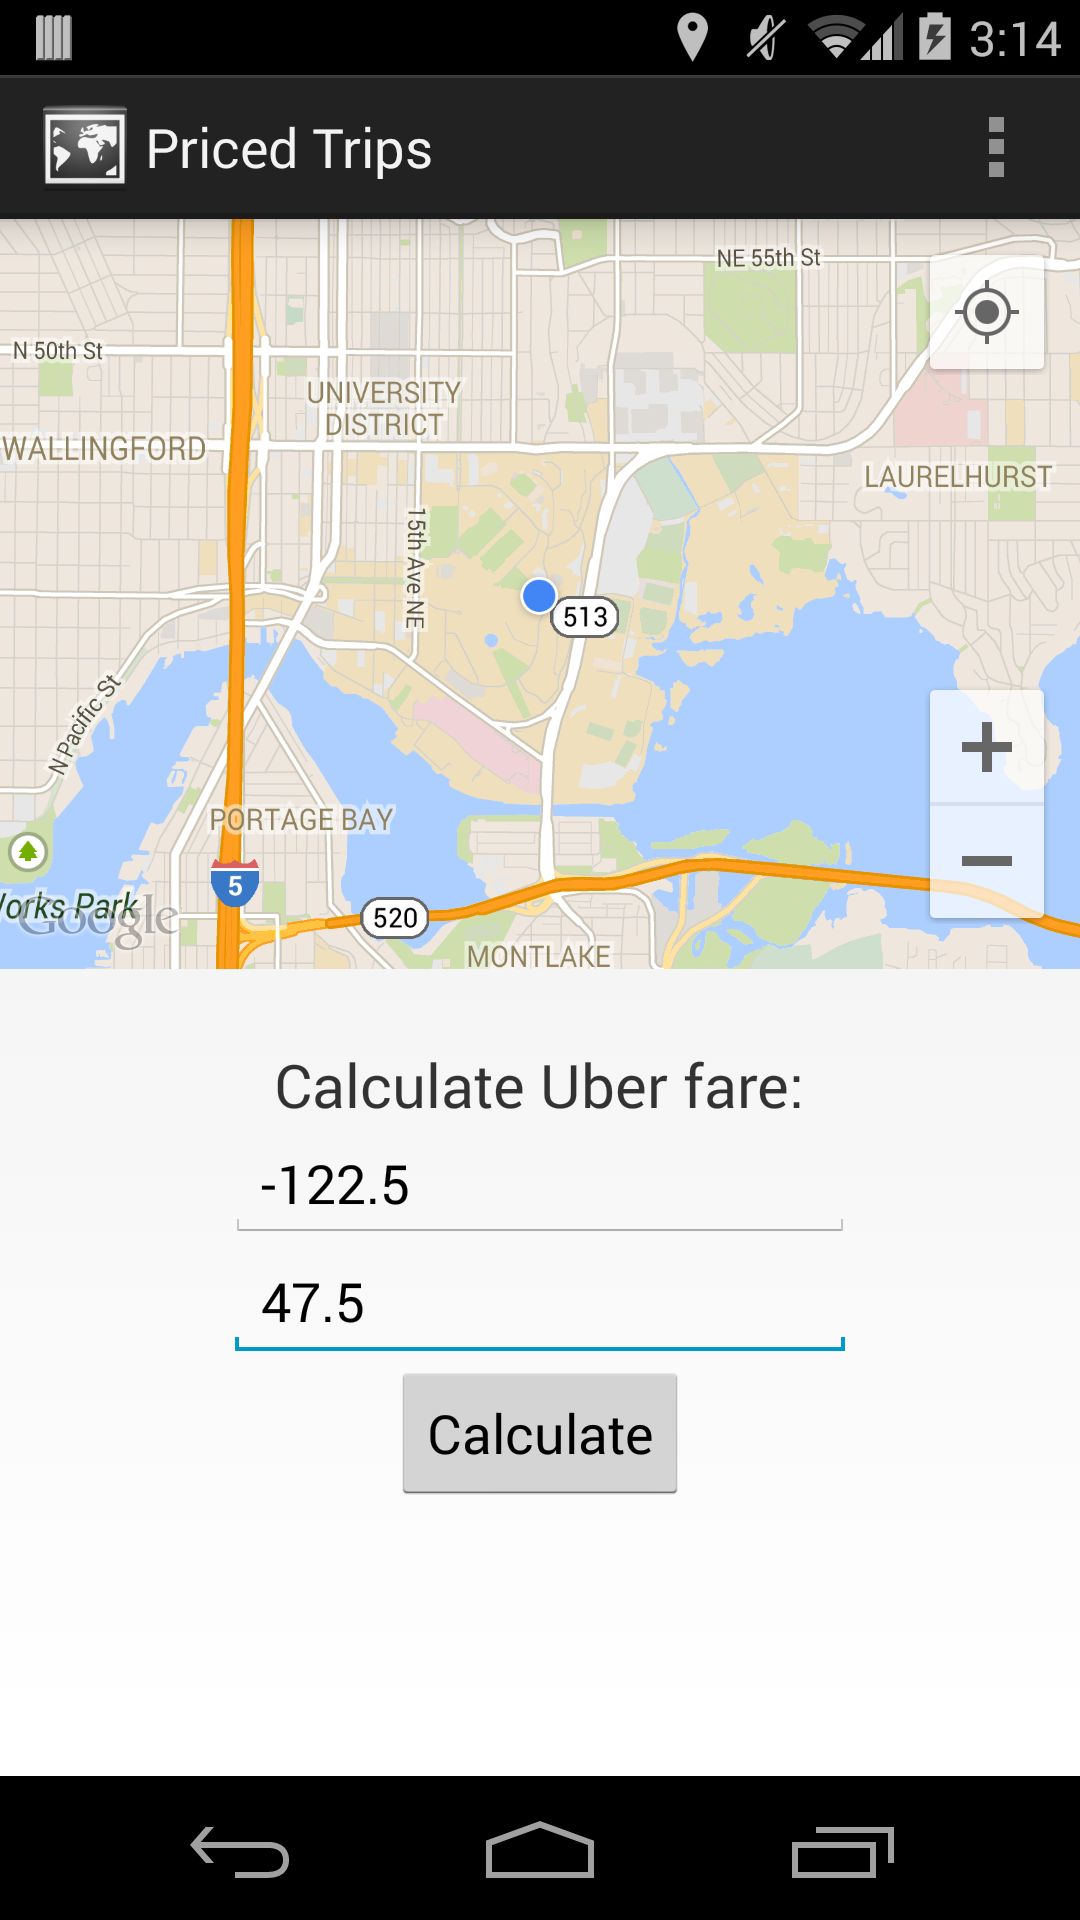 3:14
Priced Trips
NE 55th St
N 50th St
UNIVERSITY
DISTRICT
WALLINGFORD
LAURELHURST
15th Ave NE
513
N Pacific St
PORTAGE BAY
5
Works Park
Google
520
MONTLAKE
Calculate Uber fare:
-122.5
47.5
Calculate